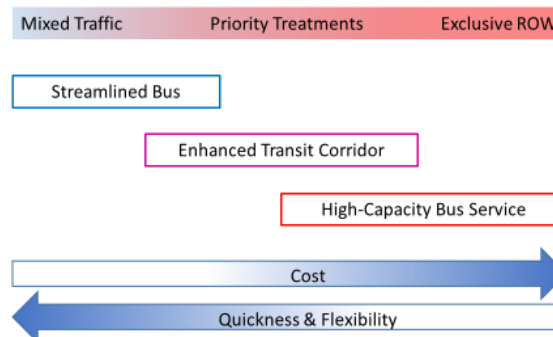 Mixed Traffic Priority Treatments Exclusive ROW
Streamlined Bus
Enhanced Transit Corridor
High-Capacity Bus Service
Cost
Quickness & Flexibility